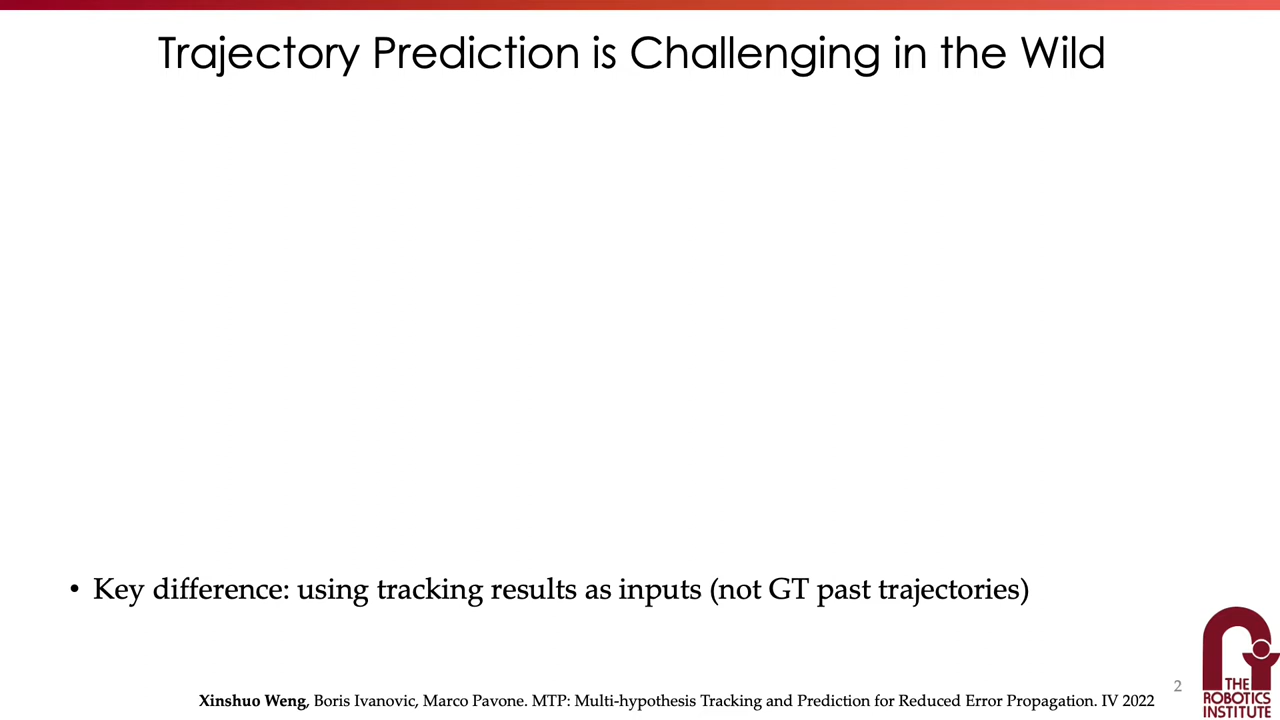 Trajectory Prediction is Challenging in the Wild
• Key difference: using tracking results as inputs (not GT past trajectories)
Xinshuo Weng, Boris Ivanovic, Marco Pavone. MTP: Multi-hypothesis Tracking and Prediction for Reduced Error Propagation. IV 2022
2
THE
ROBOTICS
INSTITUTE